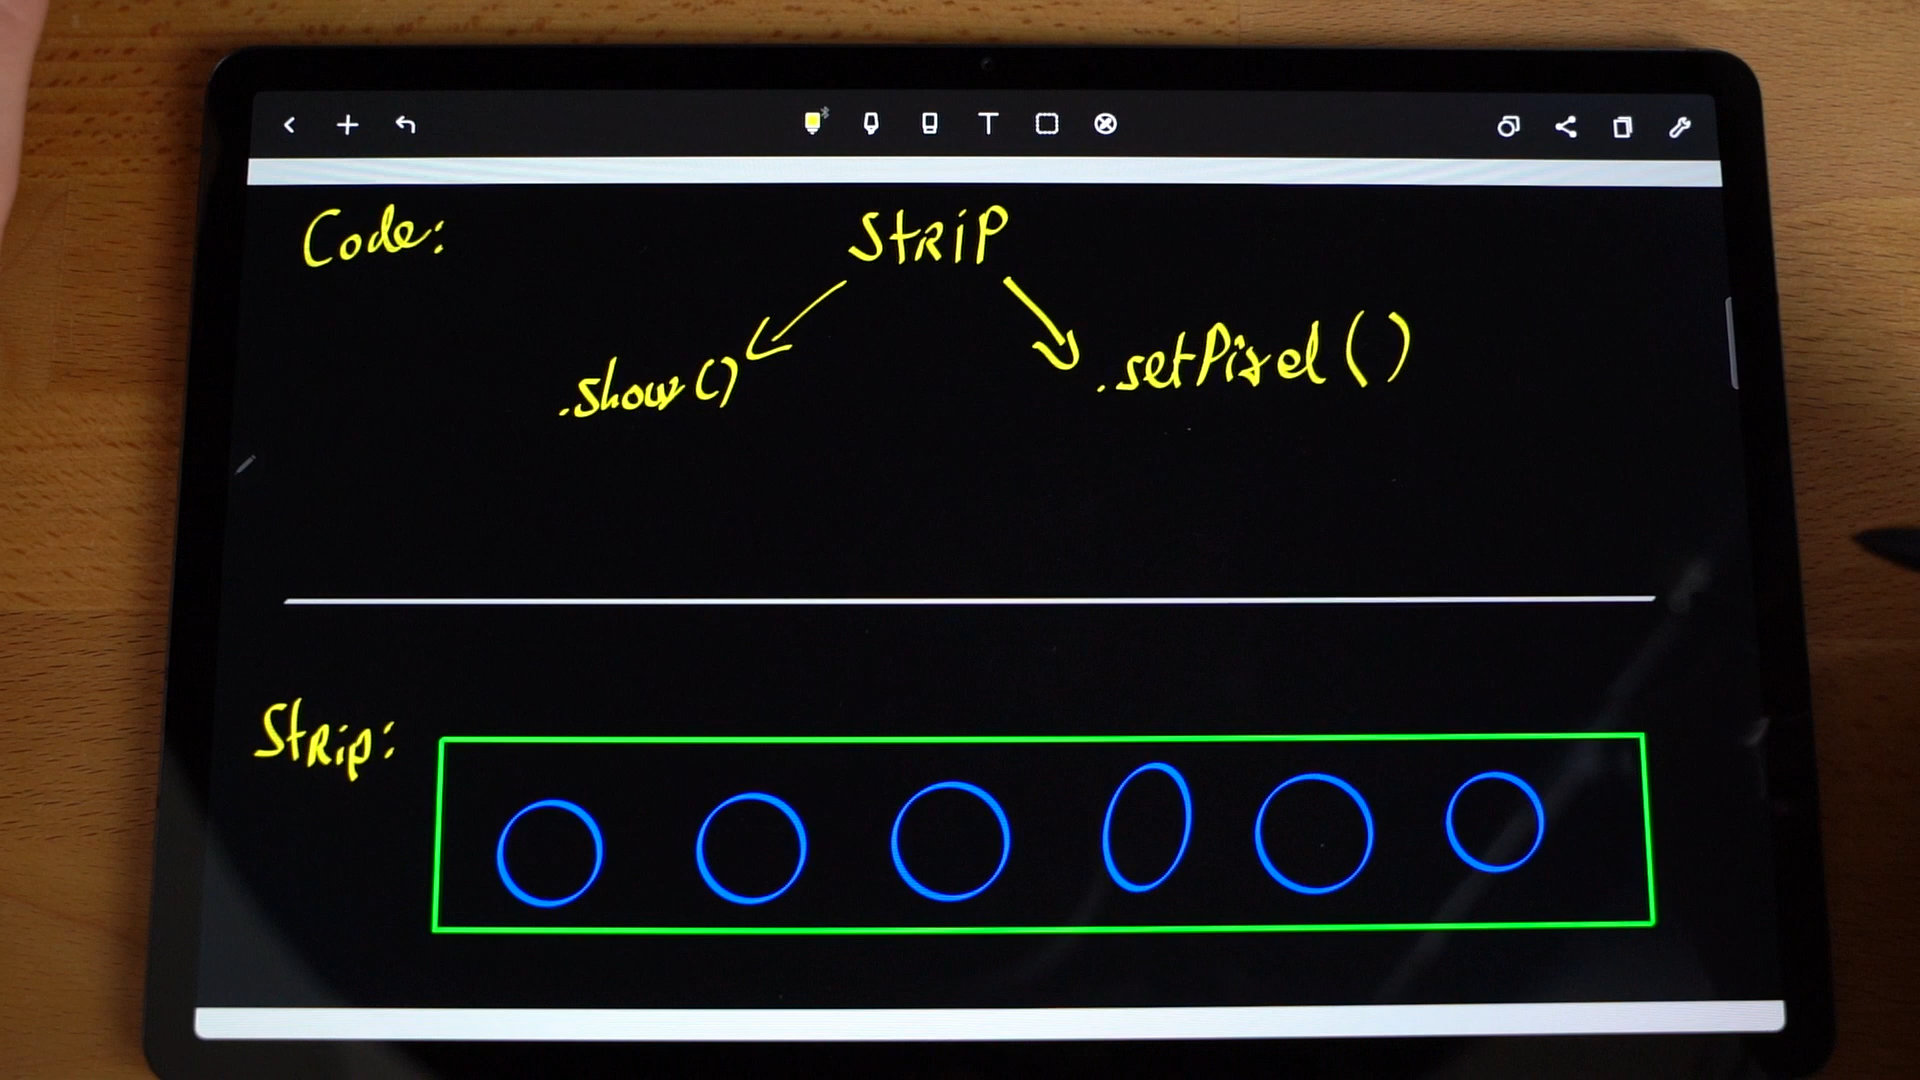 Code:
StRiP
.show()
.setPixel()
StRip: